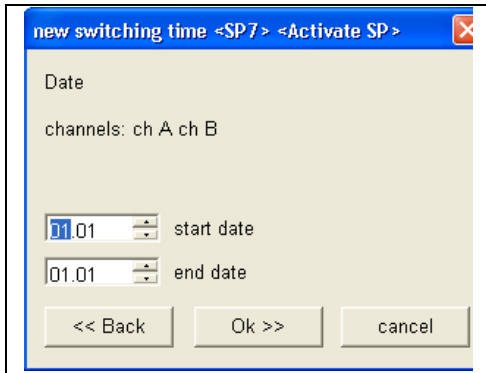 new switching time <SP7> <Activate SP>
Date
channels: ch A ch B
01.01 start date
01.01 end date
<< Back Ok >> cancel